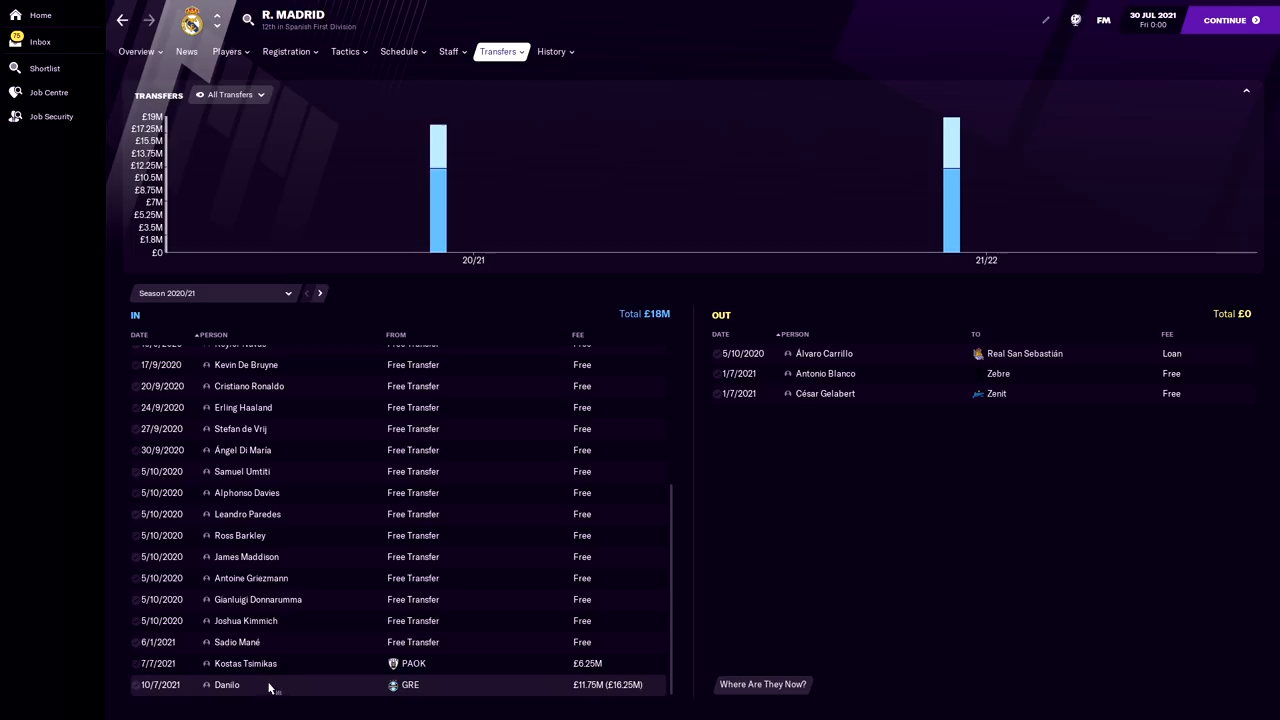 Home
75
Inbox
Shortlist
Job Centre
Job Security
R. MADRID
12th in Spanish First Division
FM
30 JUL 2021
Fri 0:00
CONTINUE
Overview News Players Registration Tactics Schedule Staff Transfers History
TRANSFERS All Transfers
£19M
£17.25M
£15.5M
£13.75M
£12.25M
£10.5M
£8.75M
£7M
£5.25M
£3.5M
£1.8M
£0
20/21 21/22
Season 2020/21
IN Total £18M
DATE PERSON FROM FEE
17/9/2020 Kevin De Bruyne Free Transfer Free
20/9/2020 Cristiano Ronaldo Free Transfer Free
24/9/2020 Erling Haaland Free Transfer Free
27/9/2020 Stefan de Vrij Free Transfer Free
30/9/2020 Ángel Di María Free Transfer Free
5/10/2020 Samuel Umtiti Free Transfer Free
5/10/2020 Alphonso Davies Free Transfer Free
5/10/2020 Leandro Paredes Free Transfer Free
5/10/2020 Ross Barkley Free Transfer Free
5/10/2020 James Maddison Free Transfer Free
5/10/2020 Antoine Griezmann Free Transfer Free
5/10/2020 Gianluigi Donnarumma Free Transfer Free
5/10/2020 Joshua Kimmich Free Transfer Free
6/1/2021 Sadio Mané Free Transfer Free
7/7/2021 Kostas Tsimikas PAOK £6.25M
10/7/2021 Danilo GRE £11.75M (£16.25M)
OUT Total £0
DATE PERSON TO FEE
5/10/2020 Álvaro Carrillo Real San Sebastián Loan
1/7/2021 Antonio Blanco Zebre Free
1/7/2021 César Gelabert Zenit Free
Where Are They Now?